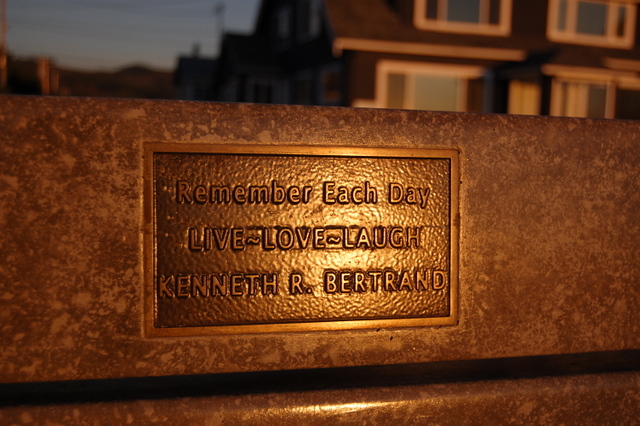 Remember Each Day
LIVE~LOVE~LAUGH
KENNETH R. BERTRAND